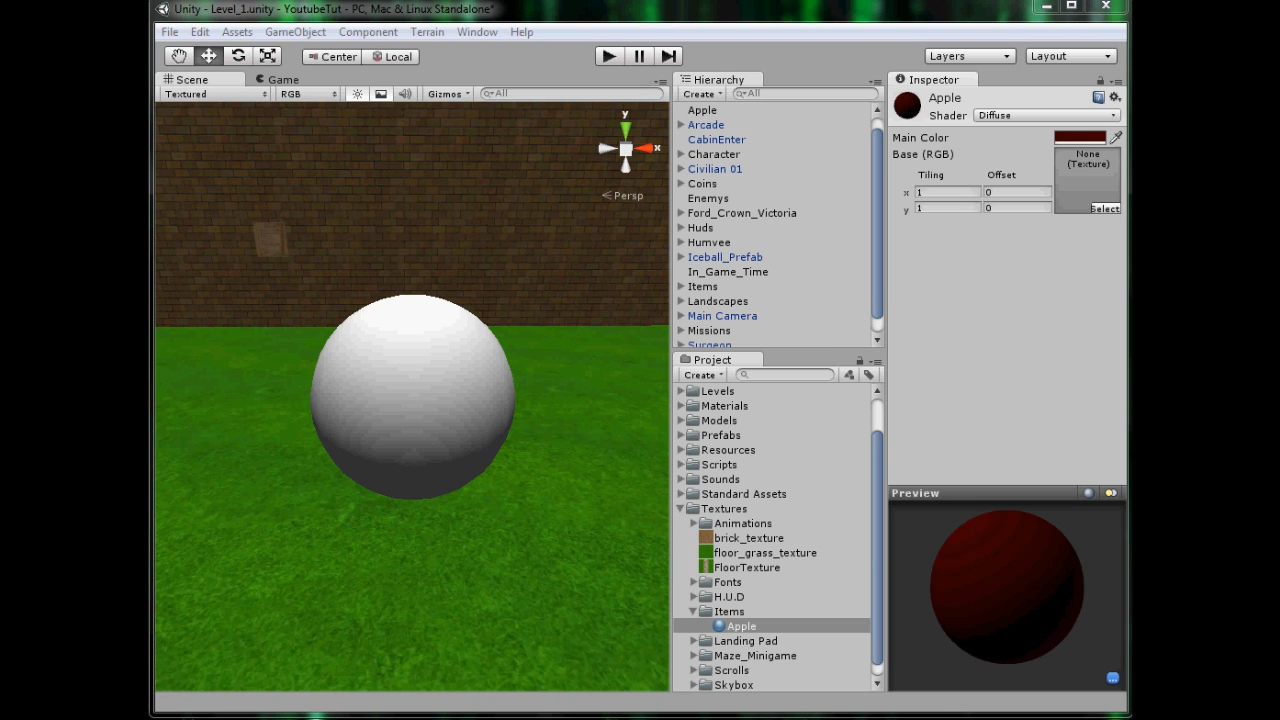 Unity - Level_1.unity - YoutubeTut - PC, Mac & Linux Standalone*
File Edit Assets GameObject Component Terrain Window Help
Center Local Layers Layout
Scene Game
Textured RGB Gizmos All
y
x
Persp
Hierarchy
Create All
Apple
Arcade
CabinEnter
Character
Civilian 01
Coins
Enemys
Ford_Crown_Victoria
Huds
Humvee
Iceball_Prefab
In_Game_Time
Items
Landscapes
Main Camera
Missions
Surgeon
Project
Create
Levels
Materials
Models
Prefabs
Resources
Scripts
Sounds
Standard Assets
Textures
Animations
brick_texture
floor_grass_texture
FloorTexture
Fonts
H.U.D
Items
Apple
Landing Pad
Maze_Minigame
Scrolls
Skybox
Inspector
Apple
Shader Diffuse
Main Color
Base (RGB)
None
(Texture)
Tiling Offset
x 1 0
y 1 0
Select
Preview